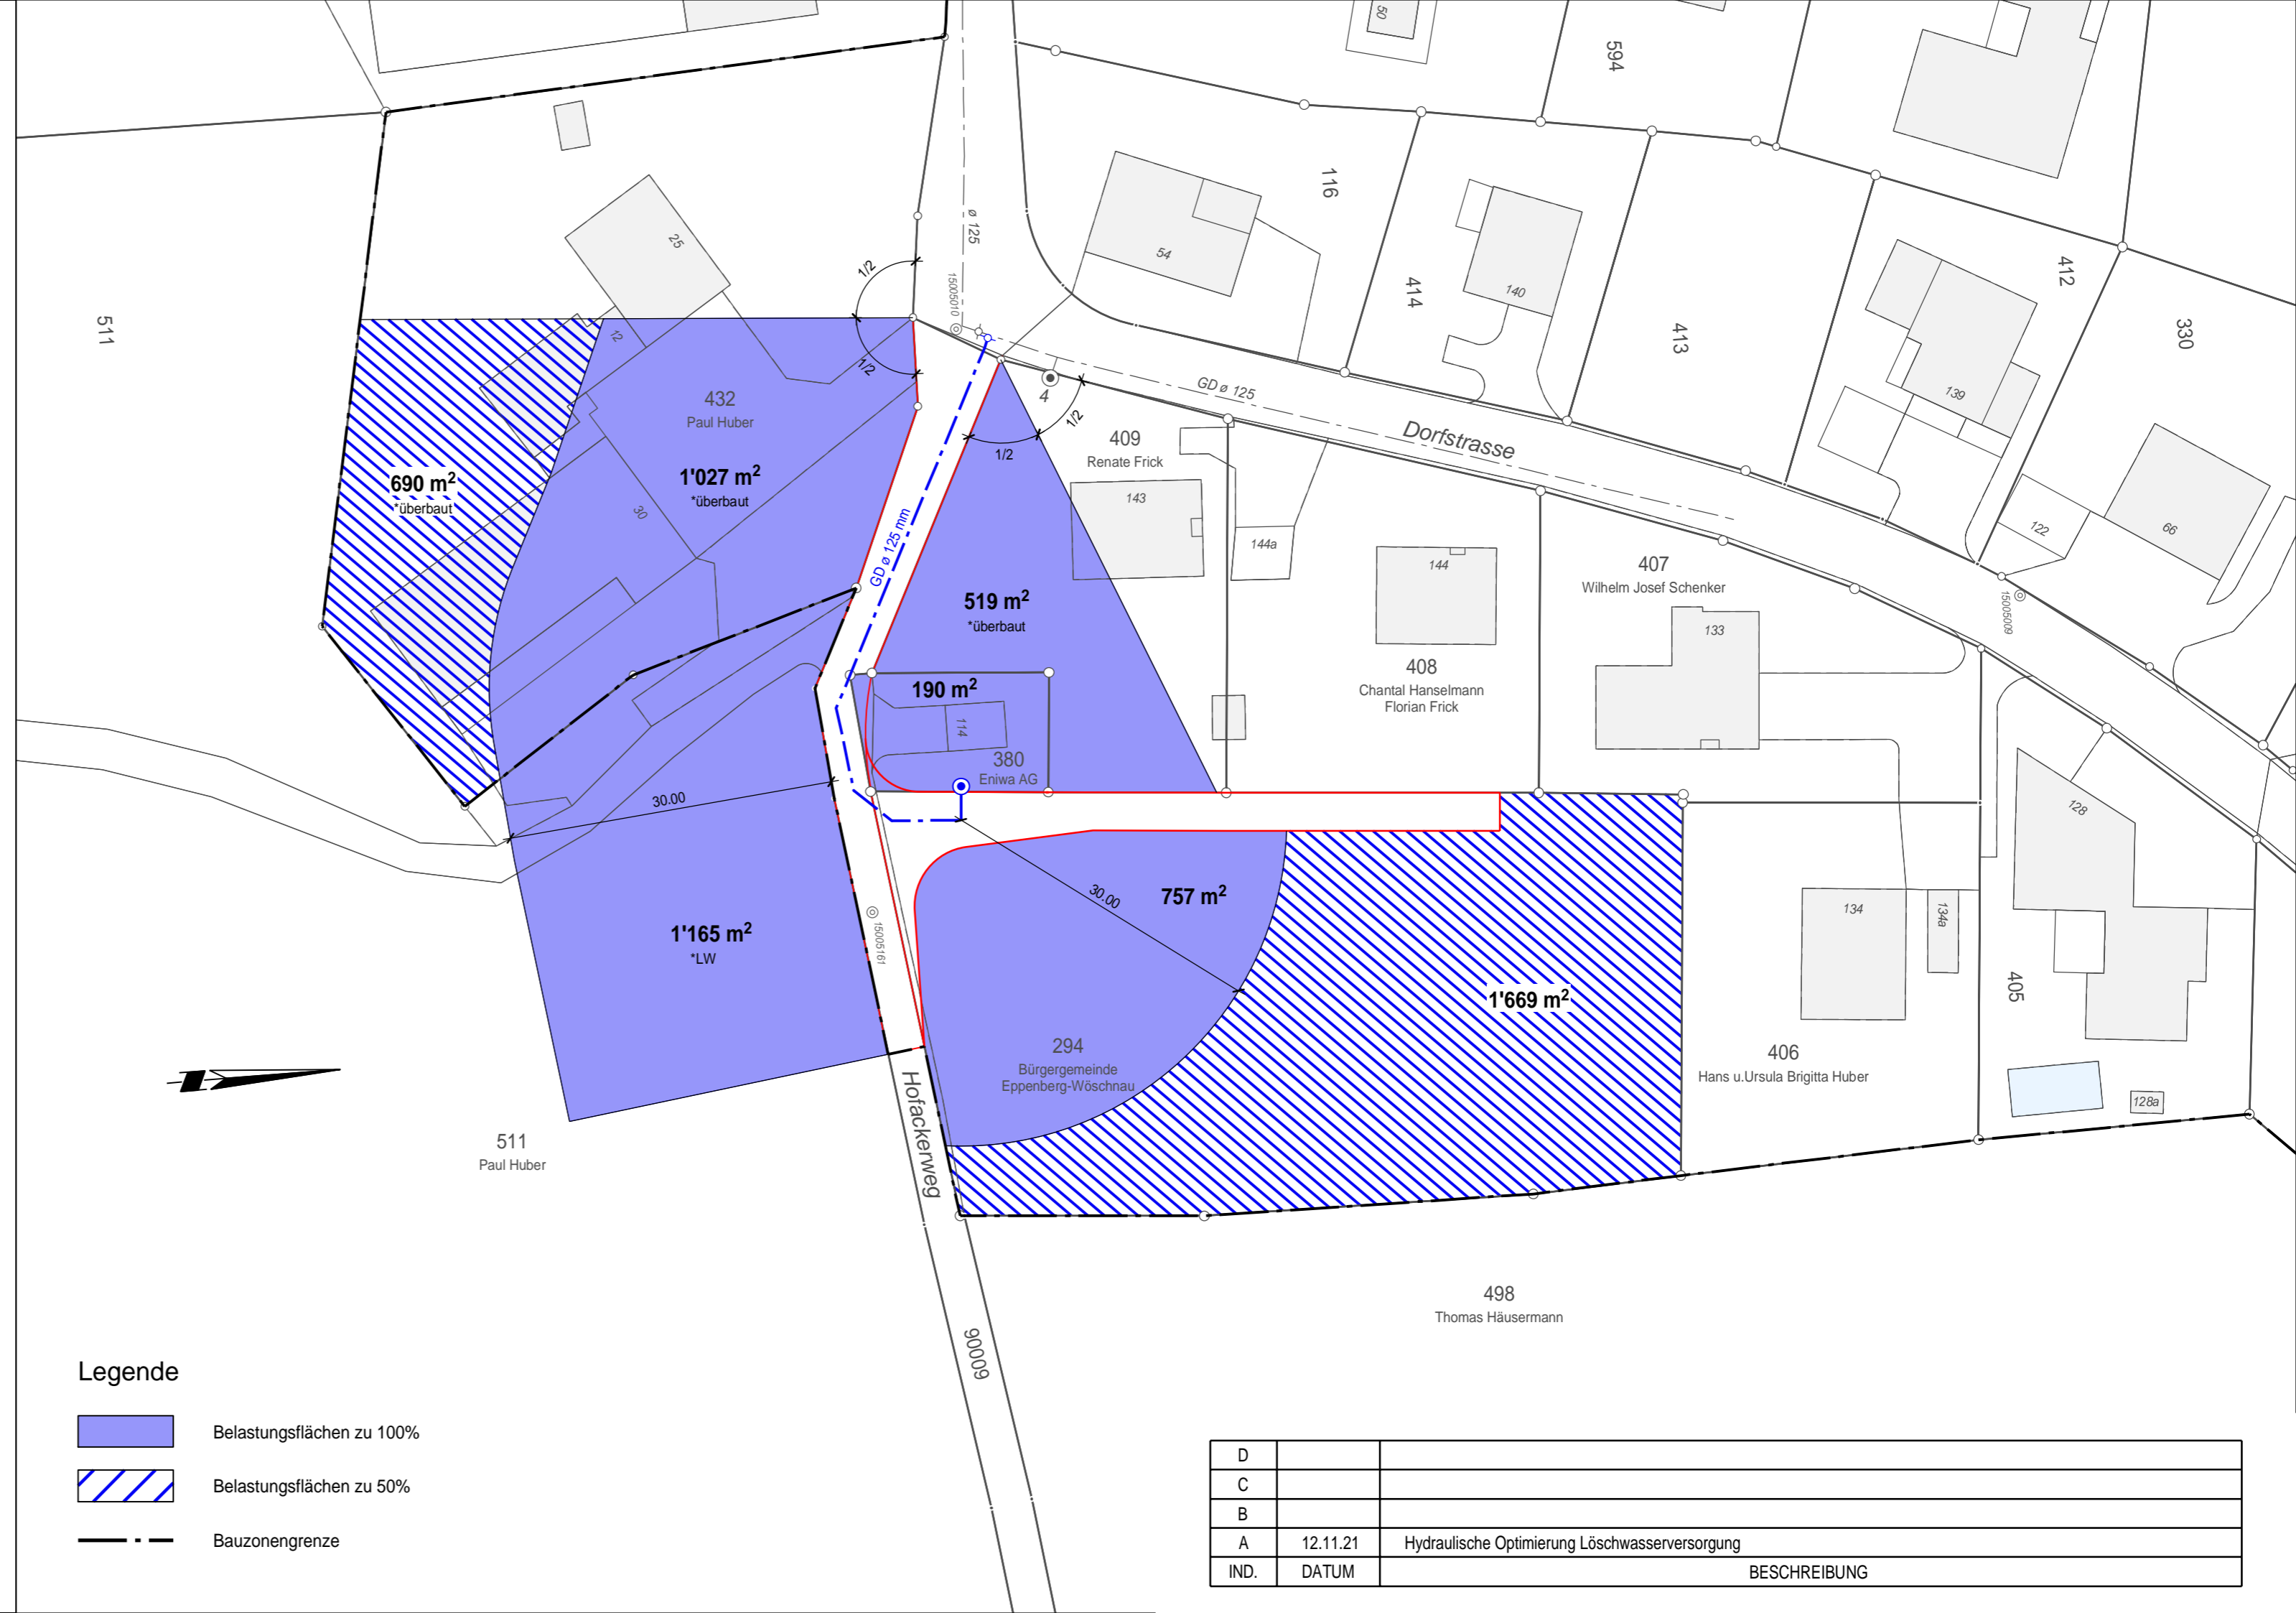 50
594
116
54
ø 125
15005010
414
140
413
412
139
330
511
25
12
1/2
1/2
432
Paul Huber
1'027 m²
*überbaut
690 m²
*überbaut
30
GD ø 125 mm
4
1/2
1/2
GD ø 125
Dorfstrasse
409
Renate Frick
143
144a
519 m²
*überbaut
144
408
Chantal Hanselmann
Florian Frick
407
Wilhelm Josef Schenker
133
122
66
15005009
190 m²
114
380
Eniwa AG
30.00
30.00
757 m²
1'165 m²
*LW
15005161
1'669 m²
128
134
134a
405
294
Bürgergemeinde
Eppenberg-Wöschnau
406
Hans u.Ursula Brigitta Huber
128a
511
Paul Huber
Hofackerweg
90009
498
Thomas Häusermann
Legende
Belastungsflächen zu 100%
Belastungsflächen zu 50%
Bauzonengrenze
D
C
B
A 12.11.21 Hydraulische Optimierung Löschwasserversorgung
IND. DATUM BESCHREIBUNG